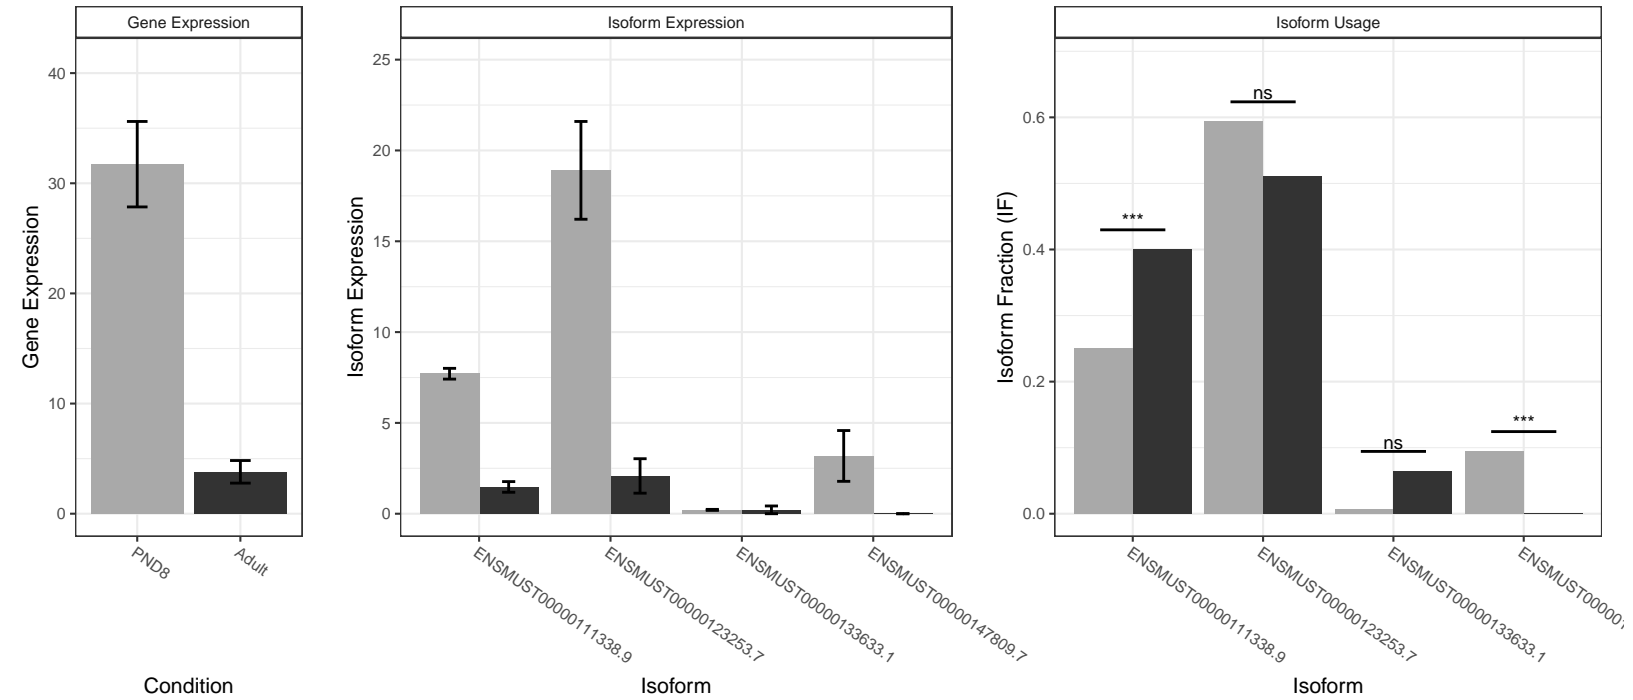 Gene Expression
Isoform Expression
Isoform Usage
Gene Expression
40
30
20
10
0
PND8
Adult
Condition
Isoform Expression
25
20
15
10
5
0
ENSMUST00000111338.9
ENSMUST00000123253.7
ENSMUST00000133633.1
ENSMUST00000147809.7
Isoform
Isoform Fraction (IF)
0.6
0.4
0.2
0.0
***
ns
ns
***
ENSMUST00000111338.9
ENSMUST00000123253.7
ENSMUST00000133633.1
Isoform